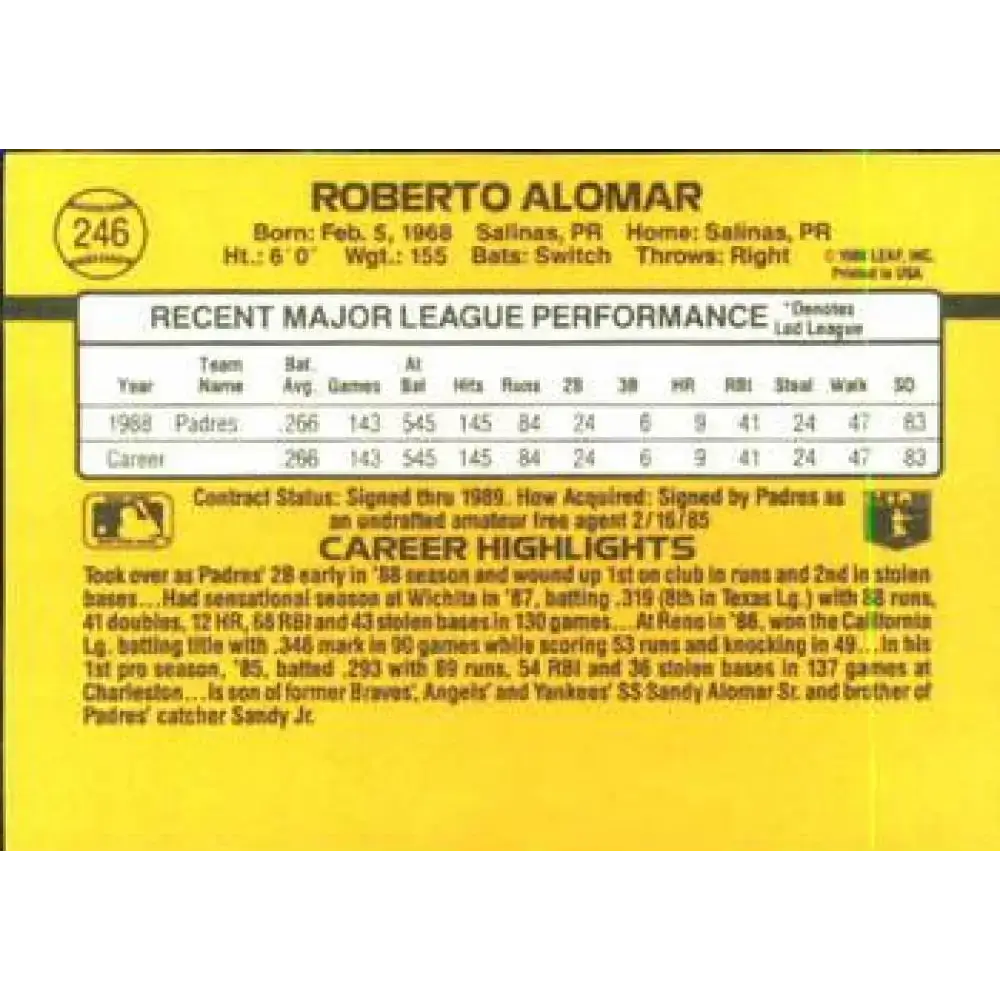 246
ROBERTO ALOMAR
Born: Feb. 5, 1968 Salinas, PR Home: Salinas, PR
Ht.: 6'0" Wgt.: 155 Bats: Switch Throws: Right
© LEAF, INC.
Printed in USA
RECENT MAJOR LEAGUE PERFORMANCE
*Denotes
Led League
Year Team Name Bat. Avg. Games At Bat Hits Runs 2B 3B HR RBI Steal Walk SO
1988 Padres .266 143 545 145 84 24 6 9 41 24 47 83
Career .266 143 545 145 84 24 6 9 41 24 47 83
Contract Status: Signed thru 1989. How Acquired: Signed by Padres as
an undrafted amateur free agent 2/16/85
CAREER HIGHLIGHTS
Took over as Padres' 2B early in '88 season and wound up 1st on club in runs and 2nd in stolen
bases...Had sensational season at Wichita in '87, batting .319 (8th in Texas Lg.) with 88 runs,
41 doubles, 12 HR, 68 RBI and 43 stolen bases in 130 games...At Reno in '86, won the California
Lg. batting title with .346 mark in 90 games while scoring 53 runs and knocking in 49...In his
1st pro season, '85, batted .293 with 89 runs, 54 RBI and 36 stolen bases in 137 games at
Charleston...Is son of former Braves', Angels' and Yankees' SS Sandy Alomar Sr. and brother of
Padres' catcher Sandy Jr.